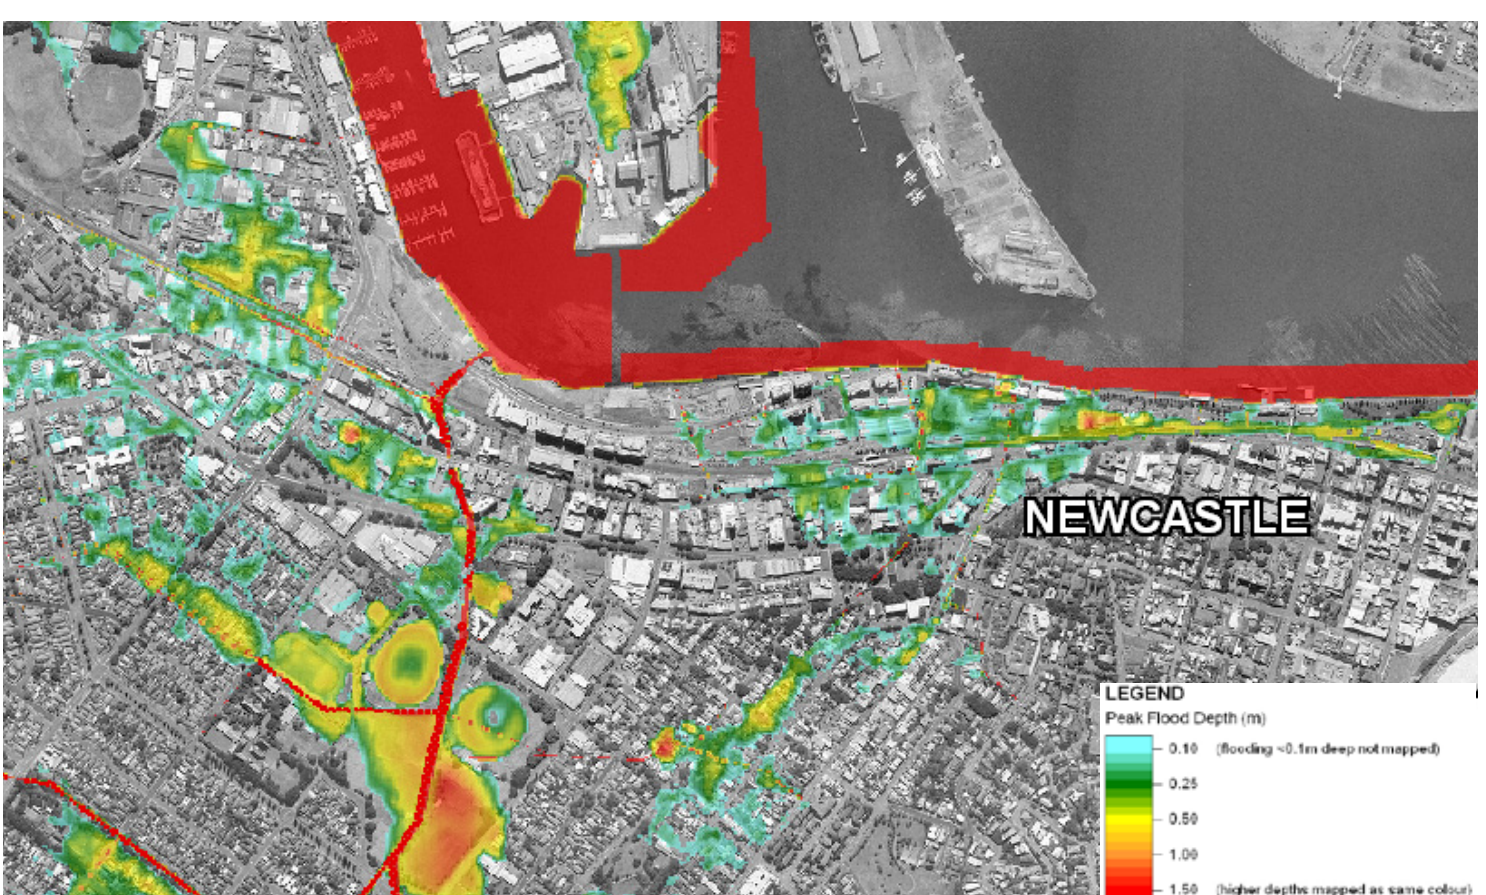 NEWCASTLE
LEGEND
Peak Flood Depth (m)
0.10 (flooding <0.1m deep not mapped)
0.25
0.50
1.00
1.50 (higher depths mapped as same colour)